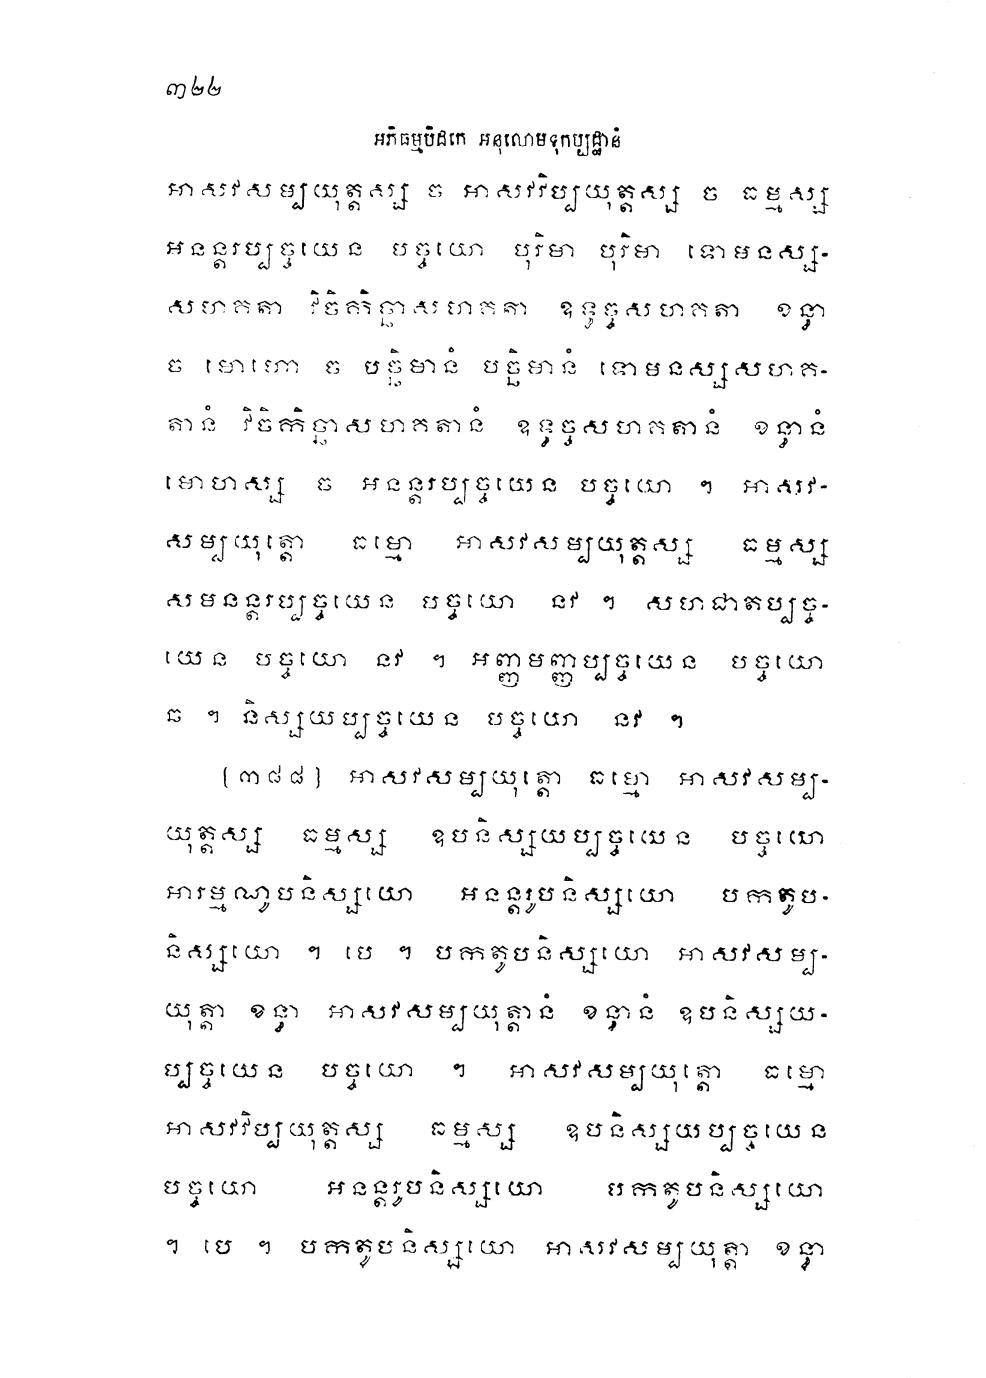 ៣២២
អភិធម្មបិដកេ អនុលោមទុកប្បដ្ឋានំ
អាសវសម្បយុត្តស្ស ច អាសវវិប្បយុត្តស្ស ច ធម្មស្ស
អនន្តរប្បច្ចយេន បច្ចយោ បុរិមា បុរិមា ទោមនស្ស-
សហគតា វិចិកិច្ឆាសហគតា ឧទ្ធច្ចសហគតា ខន្ធា
ច មោហោ ច បច្ឆិមានំ បច្ឆិមានំ ទោមនស្សសហគ-
តានំ វិចិកិច្ឆាសហគតានំ ឧទ្ធច្ចសហគតានំ ខន្ធានំ
មោហស្ស ច អនន្តរប្បច្ចយេន បច្ចយោ ។ អាសវ-
សម្បយុត្តោ ធម្មោ អាសវសម្បយុត្តស្ស ធម្មស្ស
សមនន្តរប្បច្ចយេន បច្ចយោ នវ ។ សហជាតប្បច្ច-
យេន បច្ចយោ នវ ។ អញ្ញមញ្ញប្បច្ចយេន បច្ចយោ
ឆ ។ និស្សយប្បច្ចយេន បច្ចយោ នវ ។
[៣៨៨] អាសវសម្បយុត្តោ ធម្មោ អាសវសម្ប-
យុត្តស្ស ធម្មស្ស ឧបនិស្សយប្បច្ចយេន បច្ចយោ
អារម្មណូបនិស្សយោ អនន្តរូបនិស្សយោ បកតូប-
និស្សយោ ។ បេ ។ បកតូបនិស្សយោ អាសវសម្ប-
យុត្តា ខន្ធា អាសវសម្បយុត្តានំ ខន្ធានំ ឧបនិស្សយ-
ប្បច្ចយេន បច្ចយោ ។ អាសវសម្បយុត្តោ ធម្មោ
អាសវវិប្បយុត្តស្ស ធម្មស្ស ឧបនិស្សយប្បច្ចយេន
បច្ចយោ អនន្តរូបនិស្សយោ បកតូបនិស្សយោ
។ បេ ។ បកតូបនិស្សយោ អាសវសម្បយុត្តា ខន្ធា